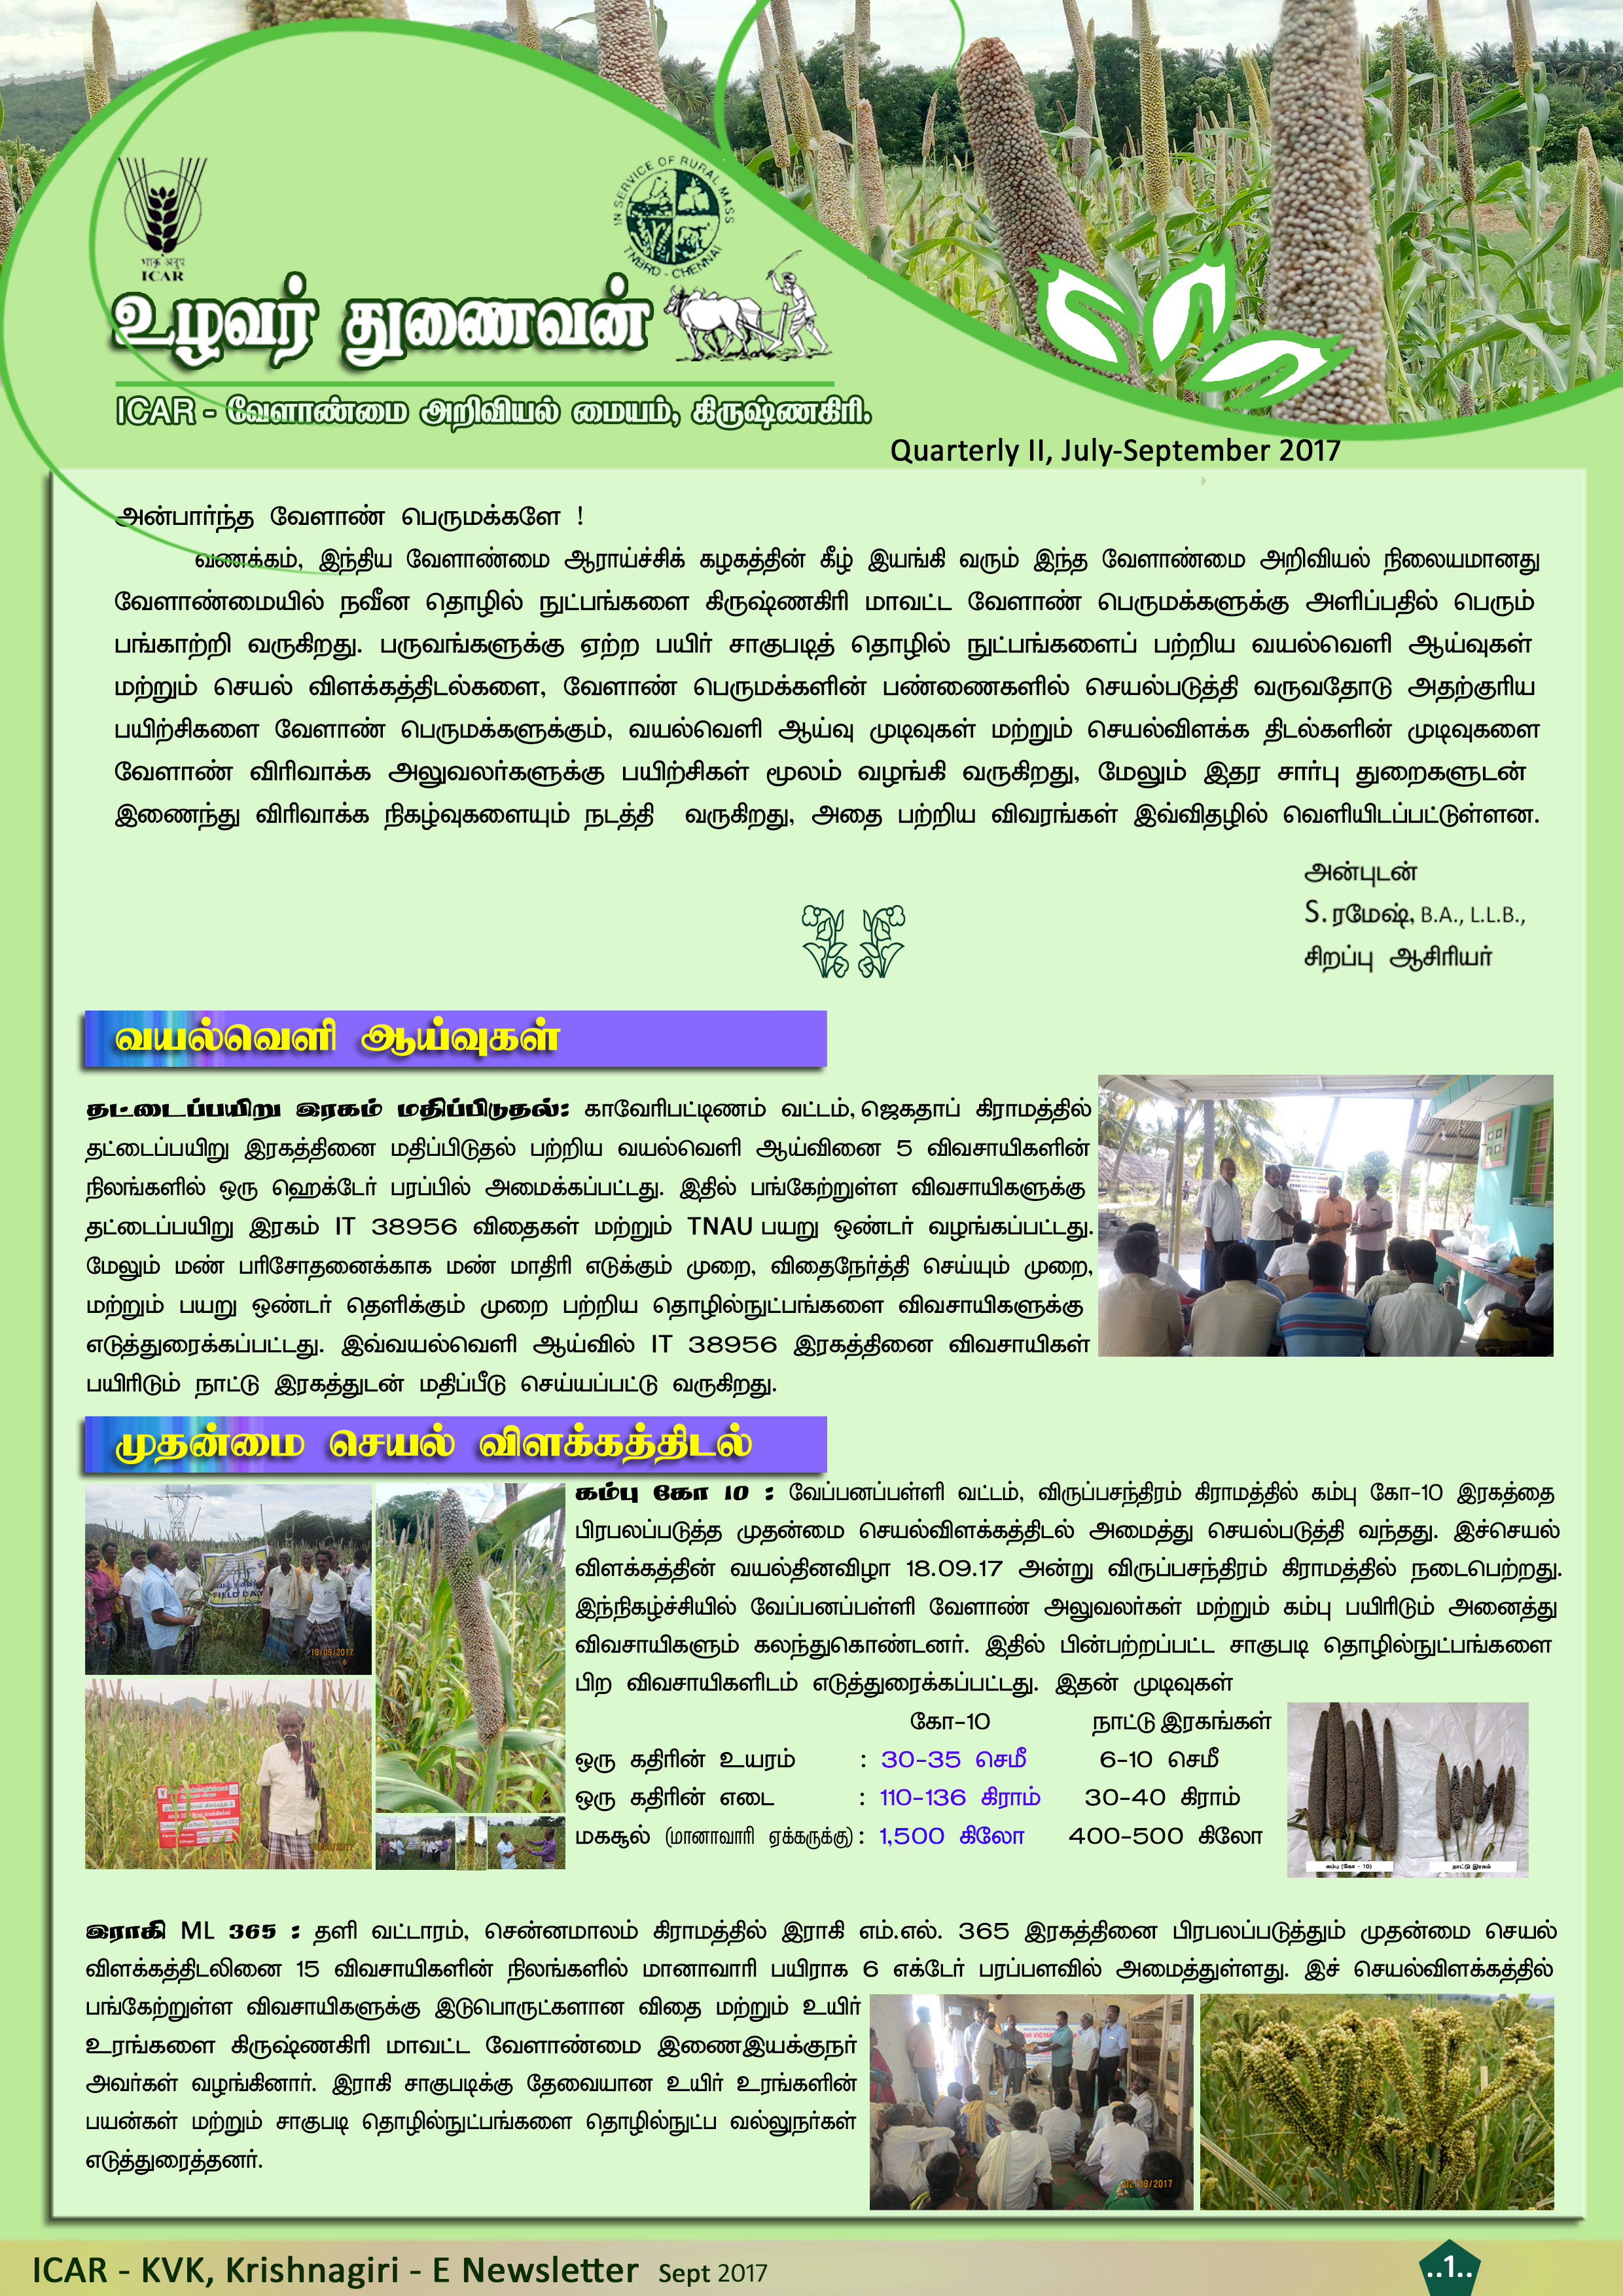 IN SERVICE OF RURAL MASS
TNBRD - CHENNAI
भाकृअनुप
ICAR
உழவர் துணைவன்
ICAR - வேளாண்மை அறிவியல் மையம், கிருஷ்ணகிரி.
Quarterly II, July-September 2017
அன்பார்ந்த வேளாண் பெருமக்களே !
வணக்கம், இந்திய வேளாண்மை ஆராய்ச்சிக் கழகத்தின் கீழ் இயங்கி வரும் இந்த வேளாண்மை அறிவியல் நிலையமானது
வேளாண்மையில் நவீன தொழில் நுட்பங்களை கிருஷ்ணகிரி மாவட்ட வேளாண் பெருமக்களுக்கு அளிப்பதில் பெரும்
பங்காற்றி வருகிறது. பருவங்களுக்கு ஏற்ற பயிர் சாகுபடித் தொழில் நுட்பங்களைப் பற்றிய வயல்வெளி ஆய்வுகள்
மற்றும் செயல் விளக்கத்திடல்களை, வேளாண் பெருமக்களின் பண்ணைகளில் செயல்படுத்தி வருவதோடு அதற்குரிய
பயிற்சிகளை வேளாண் பெருமக்களுக்கும், வயல்வெளி ஆய்வு முடிவுகள் மற்றும் செயல்விளக்க திடல்களின் முடிவுகளை
வேளாண் விரிவாக்க அலுவலர்களுக்கு பயிற்சிகள் மூலம் வழங்கி வருகிறது, மேலும் இதர சார்பு துறைகளுடன்
இணைந்து விரிவாக்க நிகழ்வுகளையும் நடத்தி வருகிறது, அதை பற்றிய விவரங்கள் இவ்விதழில் வெளியிடப்பட்டுள்ளன.
அன்புடன்
S. ரமேஷ், B.A., L.L.B.,
சிறப்பு ஆசிரியர்
வயல்வெளி ஆய்வுகள்
தட்டைப்பயிறு இரகம் மதிப்பிடுதல்: காவேரிபட்டிணம் வட்டம், ஜெகதாப் கிராமத்தில்
தட்டைப்பயிறு இரகத்தினை மதிப்பிடுதல் பற்றிய வயல்வெளி ஆய்வினை 5 விவசாயிகளின்
நிலங்களில் ஒரு ஹெக்டேர் பரப்பில் அமைக்கப்பட்டது. இதில் பங்கேற்றுள்ள விவசாயிகளுக்கு
தட்டைப்பயிறு இரகம் IT 38956 விதைகள் மற்றும் TNAU பயறு ஒண்டர் வழங்கப்பட்டது.
மேலும் மண் பரிசோதனைக்காக மண் மாதிரி எடுக்கும் முறை, விதைநேர்த்தி செய்யும் முறை,
மற்றும் பயறு ஒண்டர் தெளிக்கும் முறை பற்றிய தொழில்நுட்பங்களை விவசாயிகளுக்கு
எடுத்துரைக்கப்பட்டது. இவ்வயல்வெளி ஆய்வில் IT 38956 இரகத்தினை விவசாயிகள்
பயிரிடும் நாட்டு இரகத்துடன் மதிப்பீடு செய்யப்பட்டு வருகிறது.
முதன்மை செயல் விளக்கத்திடல்
கம்பு கோ 10 : வேப்பனப்பள்ளி வட்டம், விருப்பசந்திரம் கிராமத்தில் கம்பு கோ-10 இரகத்தை
பிரபலப்படுத்த முதன்மை செயல்விளக்கத்திடல் அமைத்து செயல்படுத்தி வந்தது. இச்செயல்
விளக்கத்தின் வயல்தினவிழா 18.09.17 அன்று விருப்பசந்திரம் கிராமத்தில் நடைபெற்றது.
இந்நிகழ்ச்சியில் வேப்பனப்பள்ளி வேளாண் அலுவலர்கள் மற்றும் கம்பு பயிரிடும் அனைத்து
விவசாயிகளும் கலந்துகொண்டனர். இதில் பின்பற்றப்பட்ட சாகுபடி தொழில்நுட்பங்களை
பிற விவசாயிகளிடம் எடுத்துரைக்கப்பட்டது. இதன் முடிவுகள்
கோ-10 நாட்டு இரகங்கள்
ஒரு கதிரின் உயரம் : 30-35 செமீ 6-10 செமீ
ஒரு கதிரின் எடை : 110-136 கிராம் 30-40 கிராம்
மகசூல் (மானாவாரி ஏக்கருக்கு) : 1,500 கிலோ 400-500 கிலோ
FIELD DAY
18/09/2017
கம்பு (கோ - 10) நாட்டு இரகம்
இராகி ML 365 : தளி வட்டாரம், சென்னமாலம் கிராமத்தில் இராகி எம்.எல். 365 இரகத்தினை பிரபலப்படுத்தும் முதன்மை செயல்
விளக்கத்திடலினை 15 விவசாயிகளின் நிலங்களில் மானாவாரி பயிராக 6 எக்டேர் பரப்பளவில் அமைத்துள்ளது. இச் செயல்விளக்கத்தில்
பங்கேற்றுள்ள விவசாயிகளுக்கு இடுபொருட்களான விதை மற்றும் உயிர்
உரங்களை கிருஷ்ணகிரி மாவட்ட வேளாண்மை இணைஇயக்குநர்
அவர்கள் வழங்கினார். இராகி சாகுபடிக்கு தேவையான உயிர் உரங்களின்
பயன்கள் மற்றும் சாகுபடி தொழில்நுட்பங்களை தொழில்நுட்ப வல்லுநர்கள்
எடுத்துரைத்தனர்.
02/08/2017
ICAR - KVK, Krishnagiri - E Newsletter Sept 2017
..1..